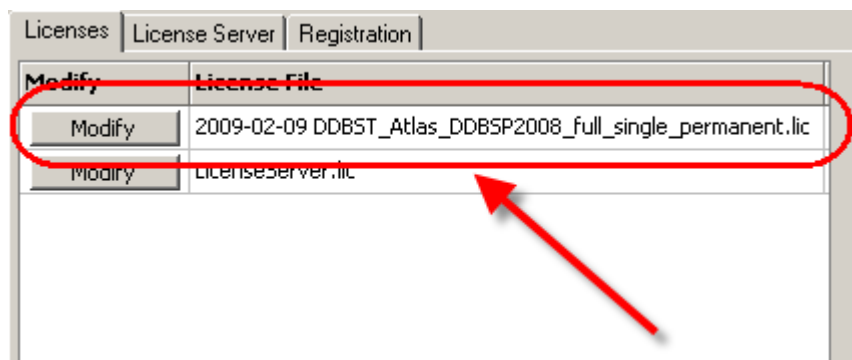 Licenses License Server Registration
Modify License File
Modify 2009-02-09 DDBST_Atlas_DDBSP2008_full_single_permanent.lic
Modify LicenseServer.lic